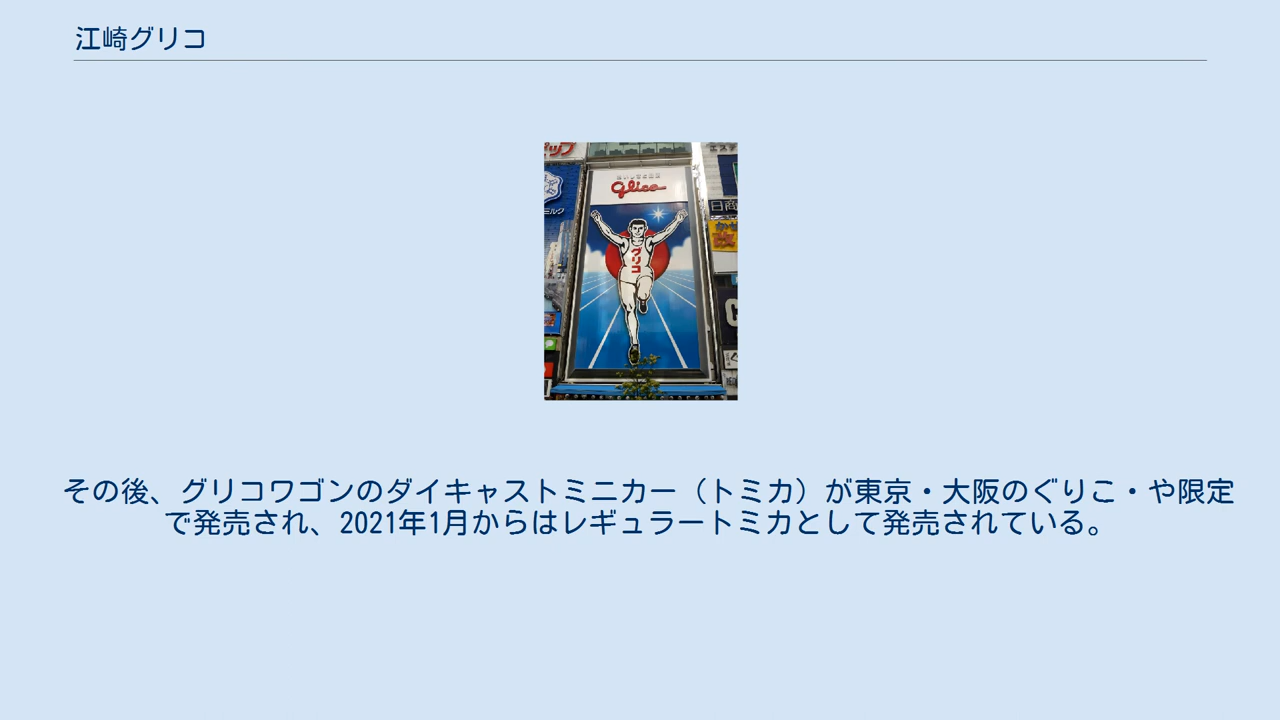 江崎グリコ
glico
グリコ
日商
その後、グリコワゴンのダイキャストミニカー（トミカ）が東京・大阪のぐりこ・や限定
で発売され、2021年1月からはレギュラートミカとして発売されている。